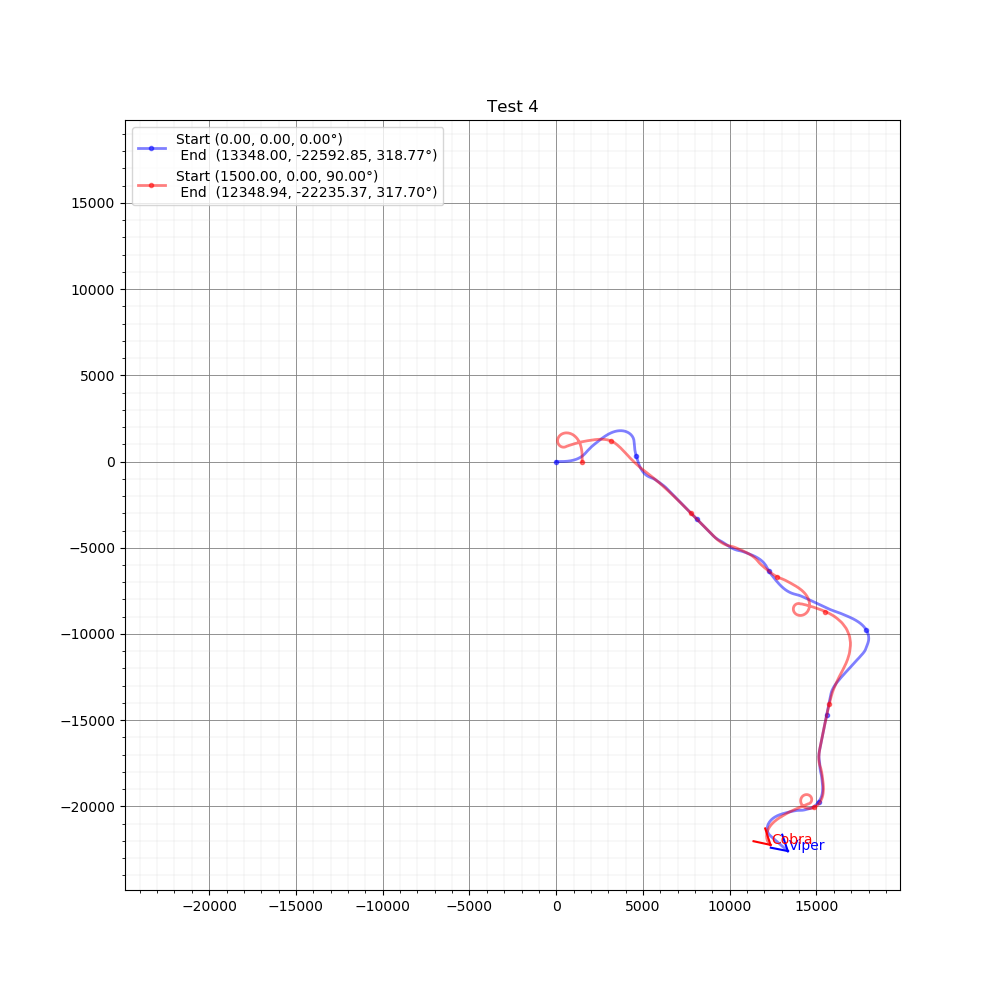 Test 4
Start (0.00, 0.00, 0.00°)
End (13348.00, -22592.85, 318.77°)
Start (1500.00, 0.00, 90.00°)
End (12348.94, -22235.37, 317.70°)
15000
10000
5000
0
−5000
−10000
−15000
−20000
Cobra
Viper
−20000 −15000 −10000 −5000 0 5000 10000 15000